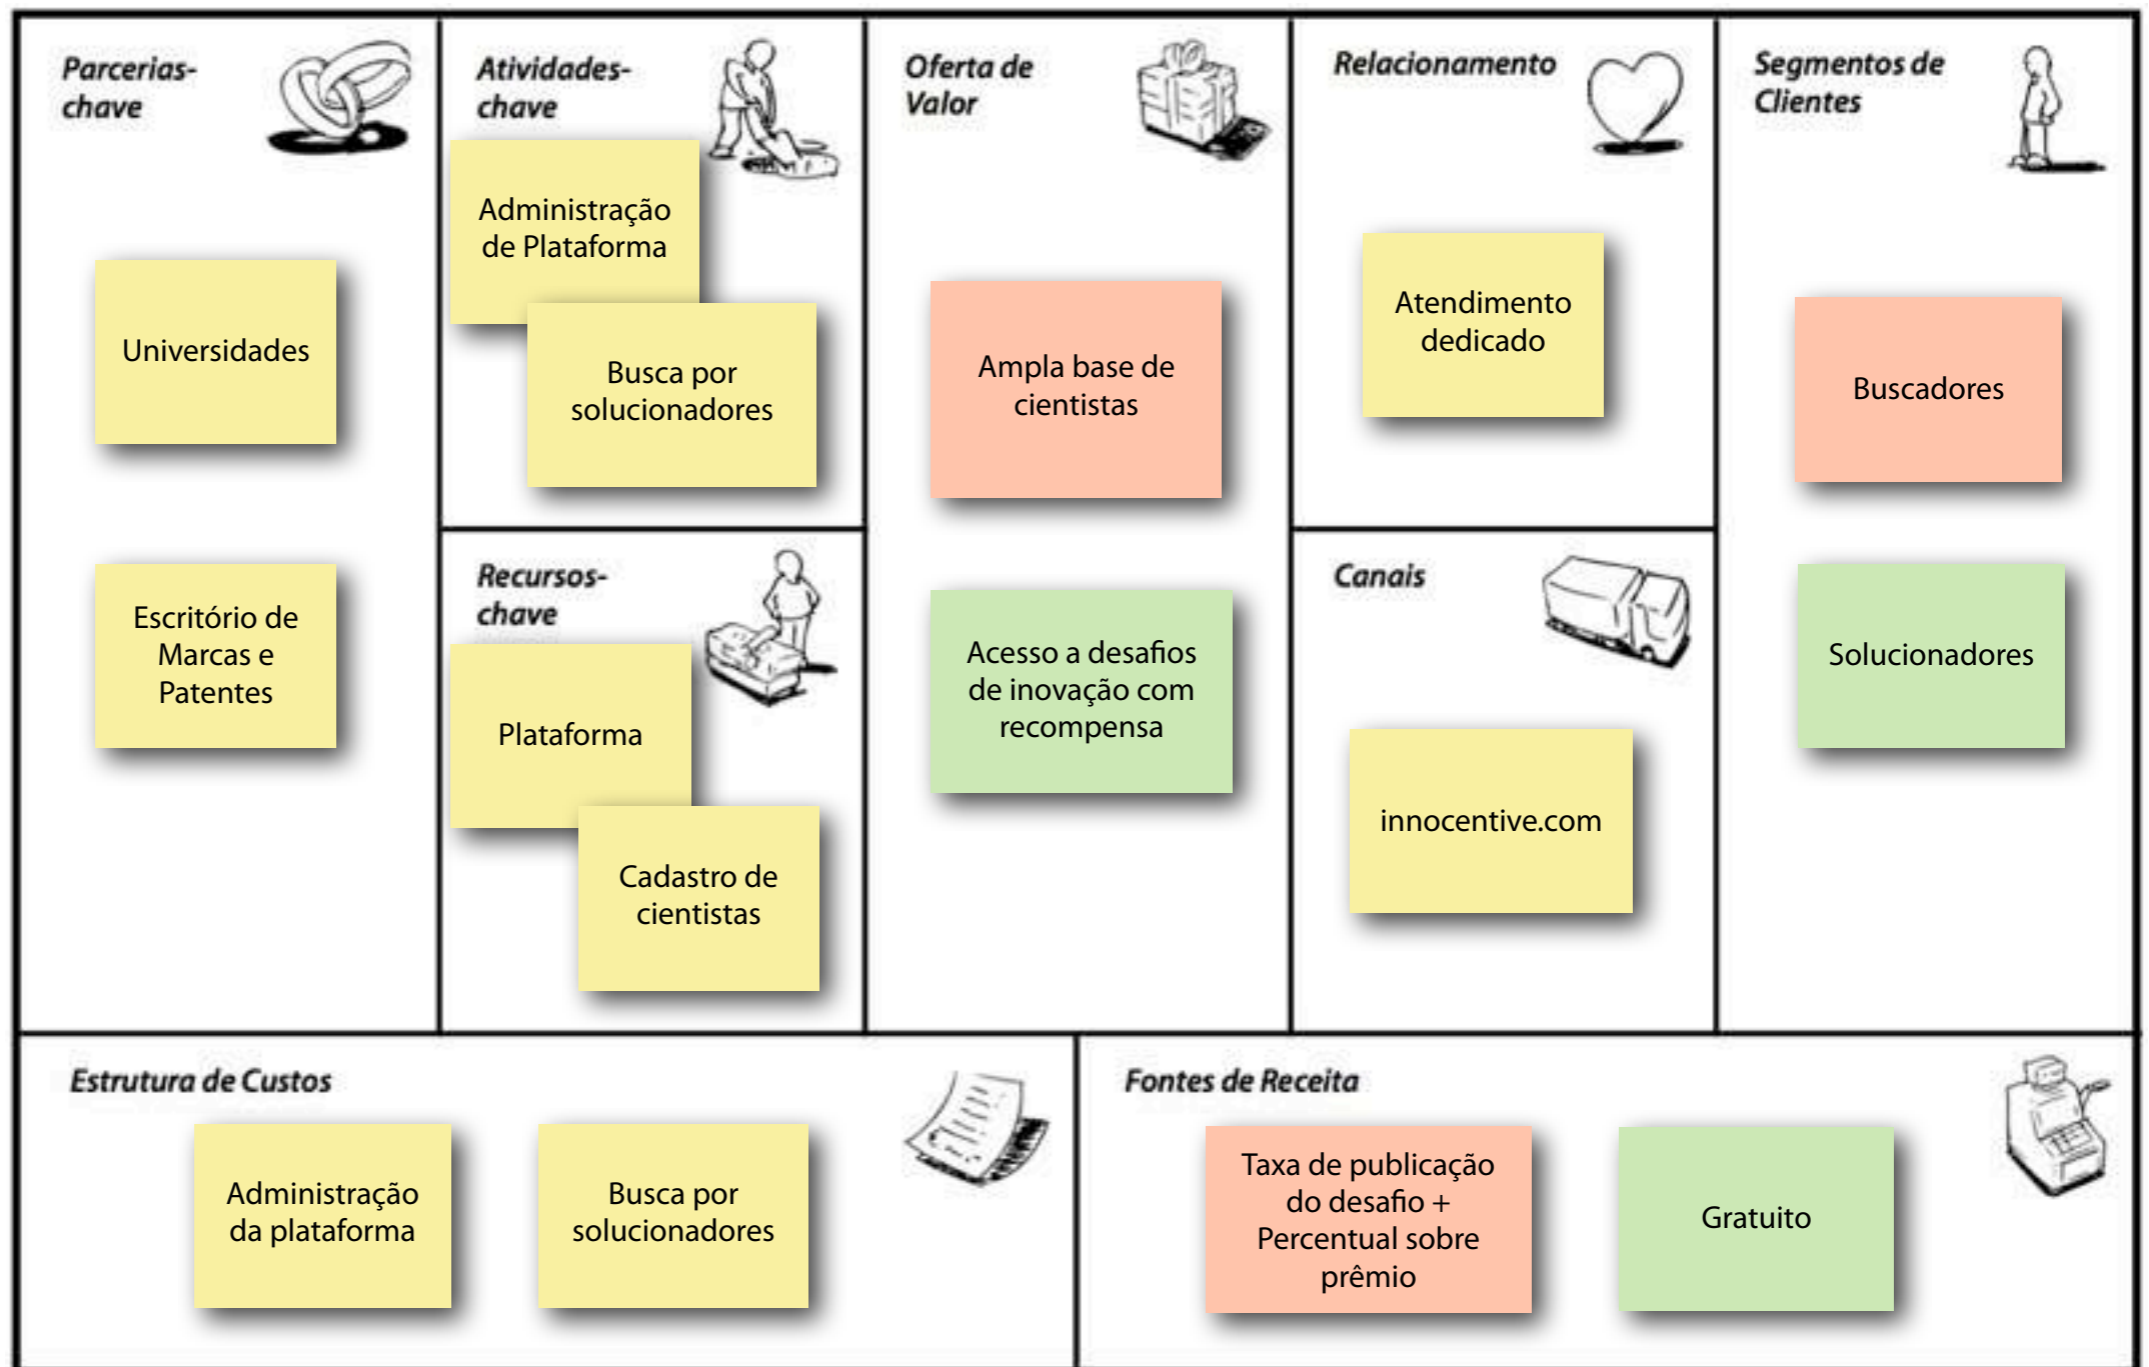 Parcerias-
chave
Universidades
Escritório de
Marcas e
Patentes
Atividades-
chave
Administração
de Plataforma
Busca por
solucionadores
Recursos-
chave
Plataforma
Cadastro de
cientistas
Oferta de
Valor
Ampla base de
cientistas
Acesso a desafios
de inovação com
recompensa
Relacionamento
Atendimento
dedicado
Canais
innocentive.com
Segmentos de
Clientes
Buscadores
Solucionadores
Estrutura de Custos
Administração
da plataforma
Busca por
solucionadores
Fontes de Receita
Taxa de publicação
do desafio +
Percentual sobre
prêmio
Gratuito